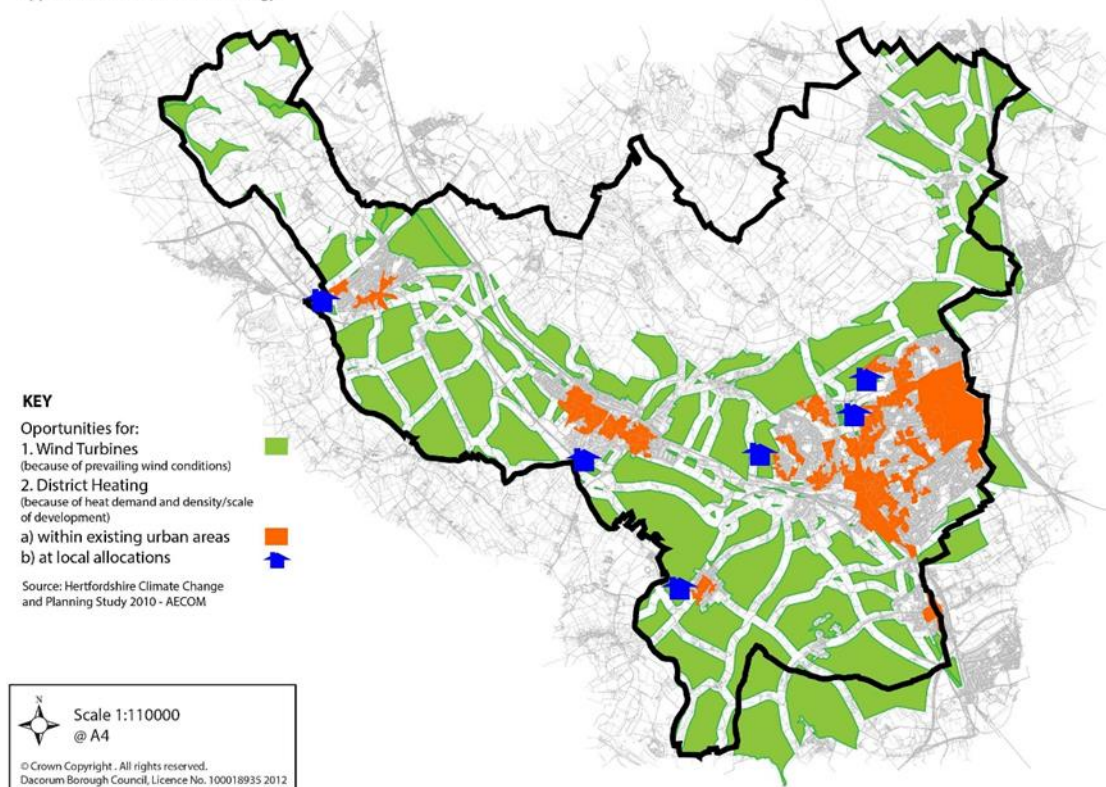 KEY
Oportunities for:
1. Wind Turbines
(because of prevailing wind conditions)
2. District Heating
(because of heat demand and density/scale
of development)
a) within existing urban areas
b) at local allocations
Source: Hertfordshire Climate Change
and Planning Study 2010 - AECOM
N
Scale 1:110000
@ A4
© Crown Copyright . All rights reserved.
Dacorum Borough Council, Licence No. 100018935 2012